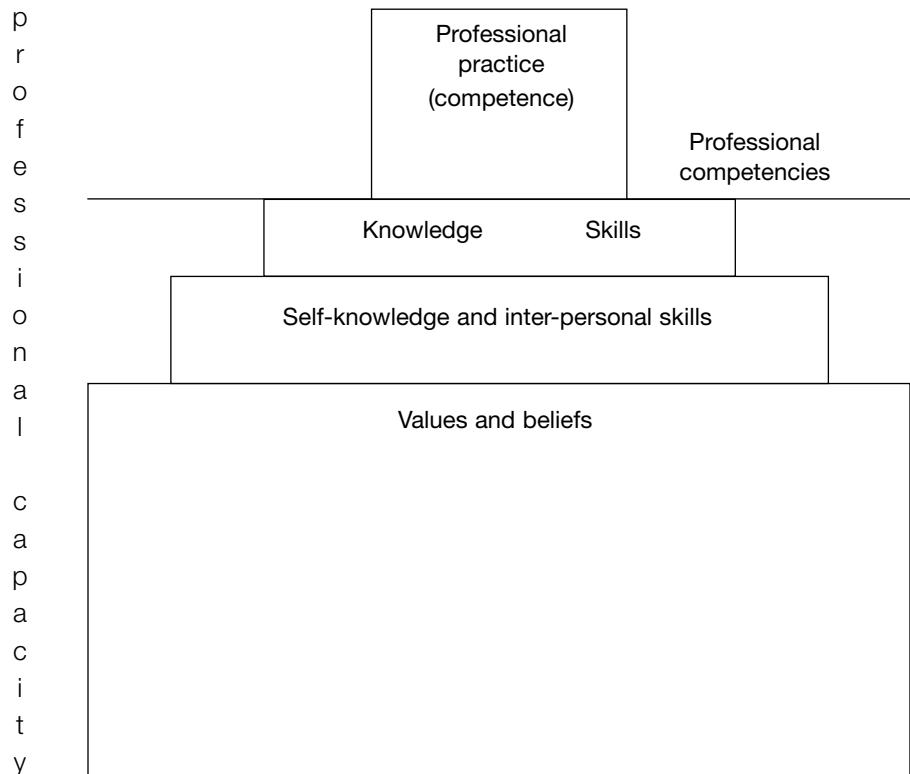 professional capacity
Professional
practice
(competence)
Professional
competencies
Knowledge Skills
Self-knowledge and inter-personal skills
Values and beliefs